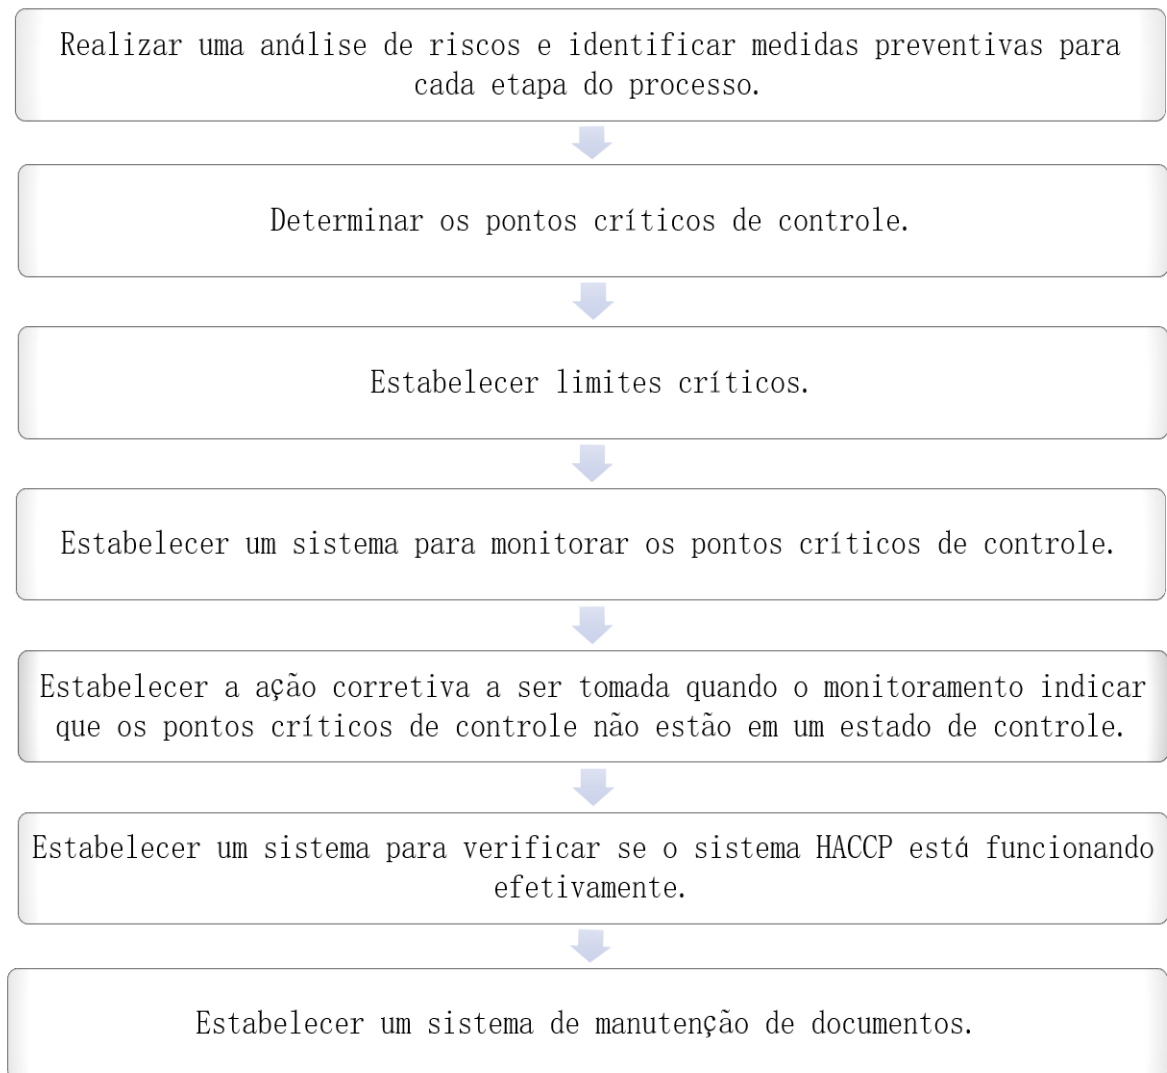 Realizar uma análise de riscos e identificar medidas preventivas para
cada etapa do processo.
Determinar os pontos críticos de controle.
Estabelecer limites críticos.
Estabelecer um sistema para monitorar os pontos críticos de controle.
Estabelecer a ação corretiva a ser tomada quando o monitoramento indicar
que os pontos críticos de controle não estão em um estado de controle.
Estabelecer um sistema para verificar se o sistema HACCP está funcionando
efetivamente.
Estabelecer um sistema de manutenção de documentos.